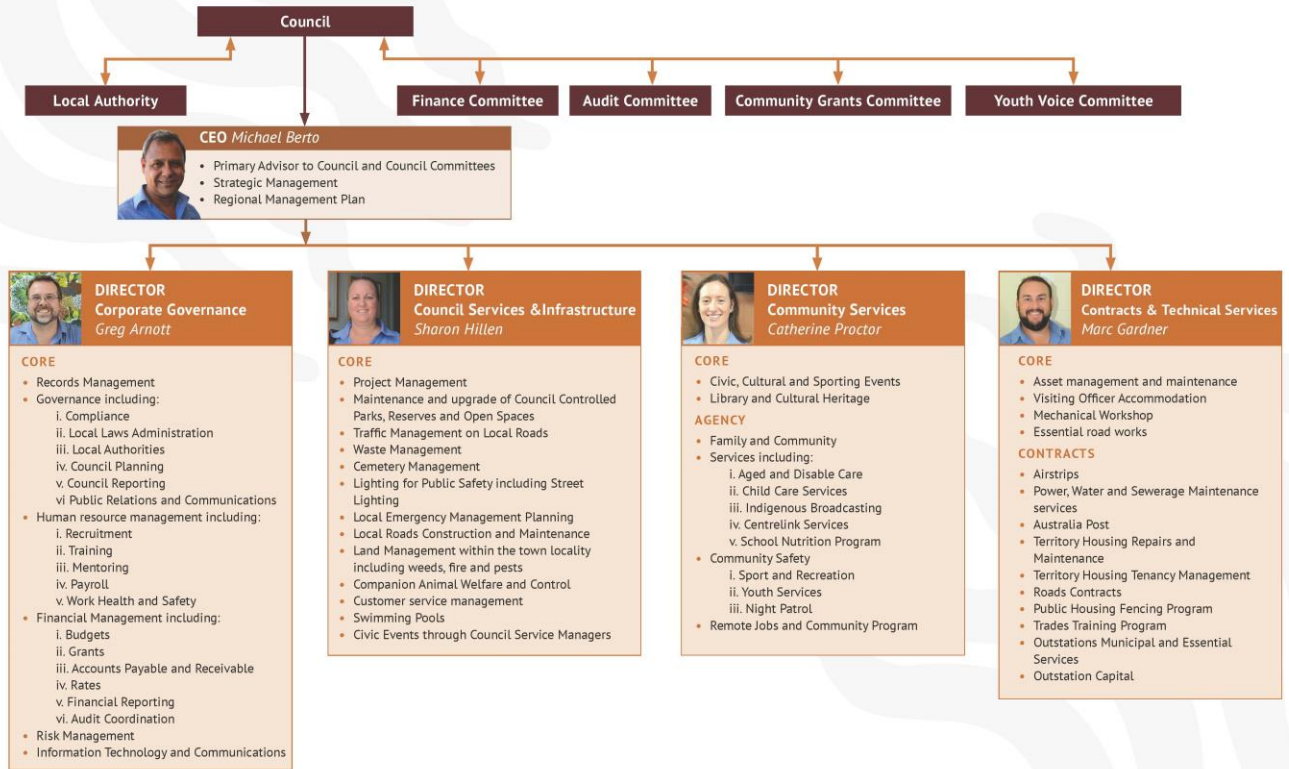 Council
Local Authority
Finance Committee
Audit Committee
Community Grants Committee
Youth Voice Committee
CEO Michael Berto
• Primary Advisor to Council and Council Committees
• Strategic Management
• Regional Management Plan
DIRECTOR
Corporate Governance
Greg Arnott
CORE
• Records Management
• Governance including:
i. Compliance
ii. Local Laws Administration
iii. Local Authorities
iv. Council Planning
v. Council Reporting
vi Public Relations and Communications
• Human resource management including:
i. Recruitment
ii. Training
iii. Mentoring
iv. Payroll
v. Work Health and Safety
• Financial Management including:
i. Budgets
ii. Grants
iii. Accounts Payable and Receivable
iv. Rates
v. Financial Reporting
vi. Audit Coordination
• Risk Management
• Information Technology and Communications
DIRECTOR
Council Services &Infrastructure
Sharon Hillen
CORE
• Project Management
• Maintenance and upgrade of Council Controlled
Parks, Reserves and Open Spaces
• Traffic Management on Local Roads
• Waste Management
• Cemetery Management
• Lighting for Public Safety including Street
Lighting
• Local Emergency Management Planning
• Local Roads Construction and Maintenance
• Land Management within the town locality
including weeds, fire and pests
• Companion Animal Welfare and Control
• Customer service management
• Swimming Pools
• Civic Events through Council Service Managers
DIRECTOR
Community Services
Catherine Proctor
CORE
• Civic, Cultural and Sporting Events
• Library and Cultural Heritage
AGENCY
• Family and Community
• Services including:
i. Aged and Disable Care
ii. Child Care Services
iii. Indigenous Broadcasting
iv. Centrelink Services
v. School Nutrition Program
• Community Safety
i. Sport and Recreation
ii. Youth Services
iii. Night Patrol
• Remote Jobs and Community Program
DIRECTOR
Contracts & Technical Services
Marc Gardner
CORE
• Asset management and maintenance
• Visiting Officer Accommodation
• Mechanical Workshop
• Essential road works
CONTRACTS
• Airstrips
• Power, Water and Sewerage Maintenance
services
• Australia Post
• Territory Housing Repairs and
Maintenance
• Territory Housing Tenancy Management
• Roads Contracts
• Public Housing Fencing Program
• Trades Training Program
• Outstations Municipal and Essential
Services
• Outstation Capital